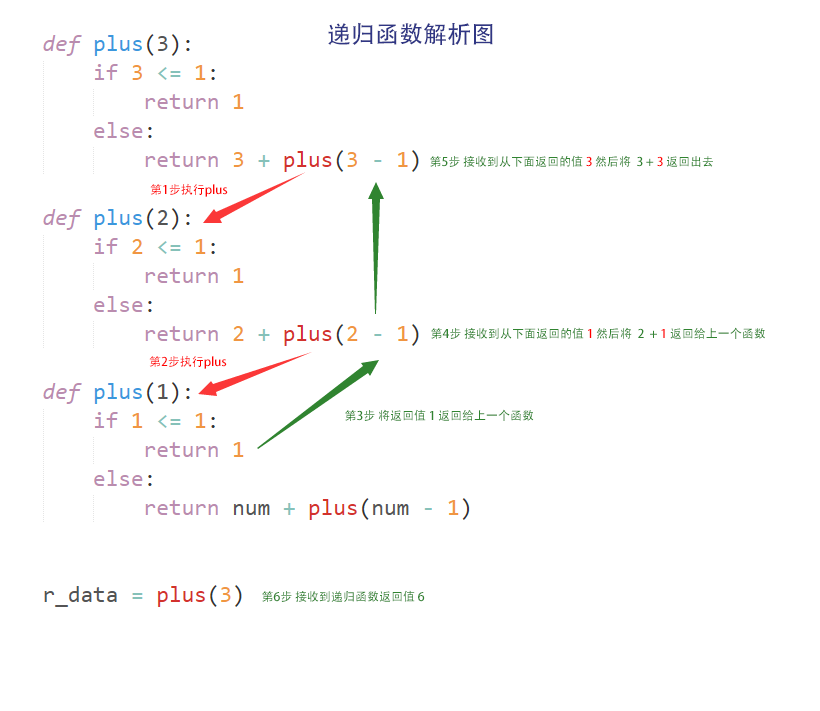 递归函数解析图
def plus(3):
if 3 <= 1:
return 1
else:
return 3 + plus(3 - 1) 第5步 接收到从下面返回的值 3 然后将 3 + 3 返回出去
第1步执行plus
def plus(2):
if 2 <= 1:
return 1
else:
return 2 + plus(2 - 1) 第4步 接收到从下面返回的值 1 然后将 2 + 1 返回给上一个函数
第2步执行plus
def plus(1):
if 1 <= 1:
第3步 将返回值 1 返回给上一个函数
return 1
else:
return num + plus(num - 1)
r_data = plus(3) 第6步 接收到递归函数返回值 6